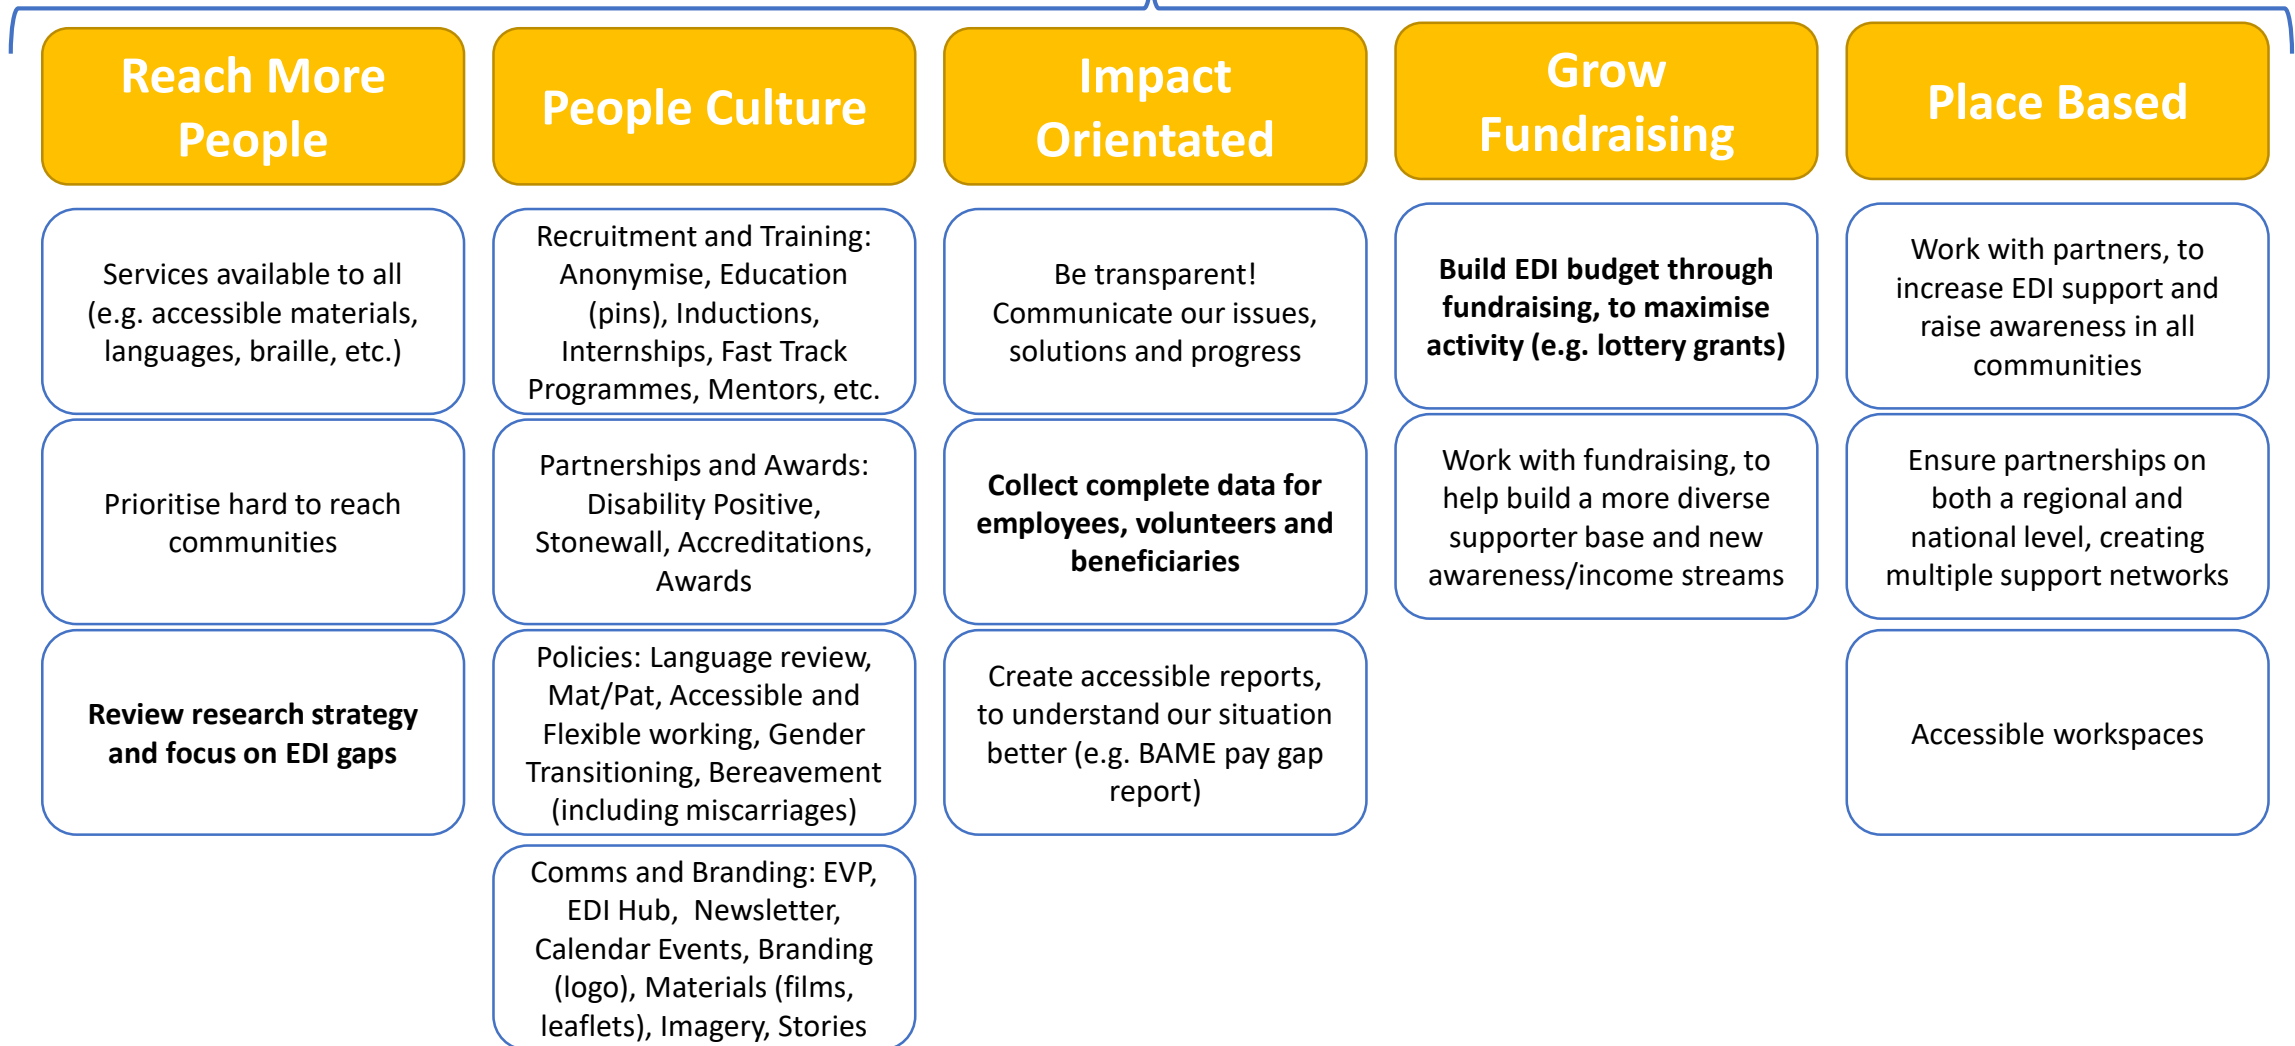 Reach More
People
Services available to all
(e.g. accessible materials,
languages, braille, etc.)
Prioritise hard to reach
communities
Review research strategy
and focus on EDI gaps
People Culture
Recruitment and Training:
Anonymise, Education
(pins), Inductions,
Internships, Fast Track
Programmes, Mentors, etc.
Partnerships and Awards:
Disability Positive,
Stonewall, Accreditations,
Awards
Policies: Language review,
Mat/Pat, Accessible and
Flexible working, Gender
Transitioning, Bereavement
(including miscarriages)
Comms and Branding: EVP,
EDI Hub,  Newsletter,
Calendar Events, Branding
(logo), Materials (films,
leaflets), Imagery, Stories
Impact
Orientated
Be transparent!
Communicate our issues,
solutions and progress
Collect complete data for
employees, volunteers and
beneficiaries
Create accessible reports,
to understand our situation
better (e.g. BAME pay gap
report)
Grow
Fundraising
Build EDI budget through
fundraising, to maximise
activity (e.g. lottery grants)
Work with fundraising, to
help build a more diverse
supporter base and new
awareness/income streams
Place Based
Work with partners, to
increase EDI support and
raise awareness in all
communities
Ensure partnerships on
both a regional and
national level, creating
multiple support networks
Accessible workspaces